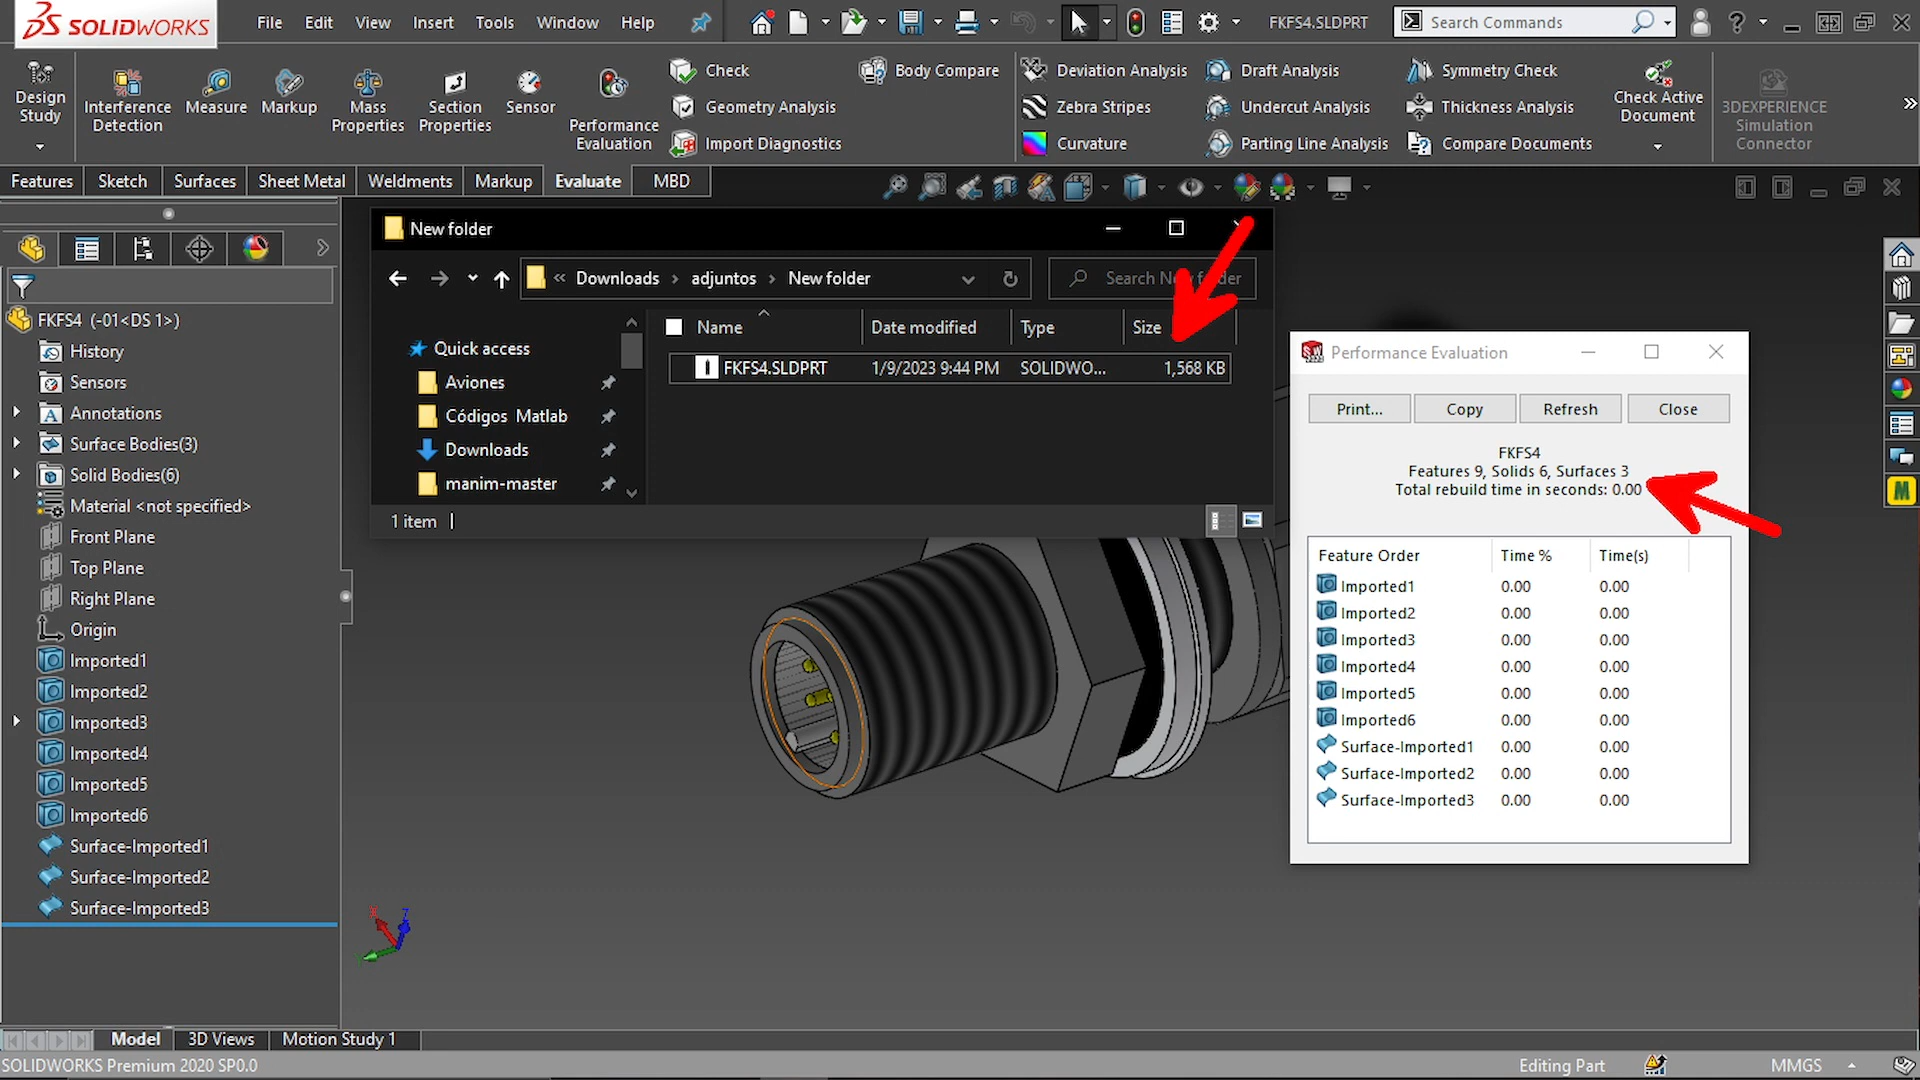 SOLIDWORKS
File Edit View Insert Tools Window Help
FKFS4.SLDPRT
Search Commands
Design Study
Interference Detection
Measure
Markup
Mass Properties
Section Properties
Sensor
Performance Evaluation
Check
Geometry Analysis
Import Diagnostics
Body Compare
Deviation Analysis
Zebra Stripes
Curvature
Draft Analysis
Undercut Analysis
Parting Line Analysis
Symmetry Check
Thickness Analysis
Compare Documents
Check Active Document
3DEXPERIENCE Simulation Connector
Features Sketch Surfaces Sheet Metal Weldments Markup Evaluate MBD
FKFS4 (-01<DS 1>)
History
Sensors
Annotations
Surface Bodies(3)
Solid Bodies(6)
Material <not specified>
Front Plane
Top Plane
Right Plane
Origin
Imported1
Imported2
Imported3
Imported4
Imported5
Imported6
Surface-Imported1
Surface-Imported2
Surface-Imported3
New folder
« Downloads › adjuntos › New folder
Search
Name Date modified Type Size
FKFS4.SLDPRT 1/9/2023 9:44 PM SOLIDWO... 1,568 KB
Quick access
Aviones
Códigos Matlab
Downloads
manim-master
1 item
Performance Evaluation
Print... Copy Refresh Close
FKFS4
Features 9, Solids 6, Surfaces 3
Total rebuild time in seconds: 0.00
Feature Order Time % Time(s)
Imported1 0.00 0.00
Imported2 0.00 0.00
Imported3 0.00 0.00
Imported4 0.00 0.00
Imported5 0.00 0.00
Imported6 0.00 0.00
Surface-Imported1 0.00 0.00
Surface-Imported2 0.00 0.00
Surface-Imported3 0.00 0.00
Model 3D Views Motion Study 1
SOLIDWORKS Premium 2020 SP0.0
Editing Part
MMGS